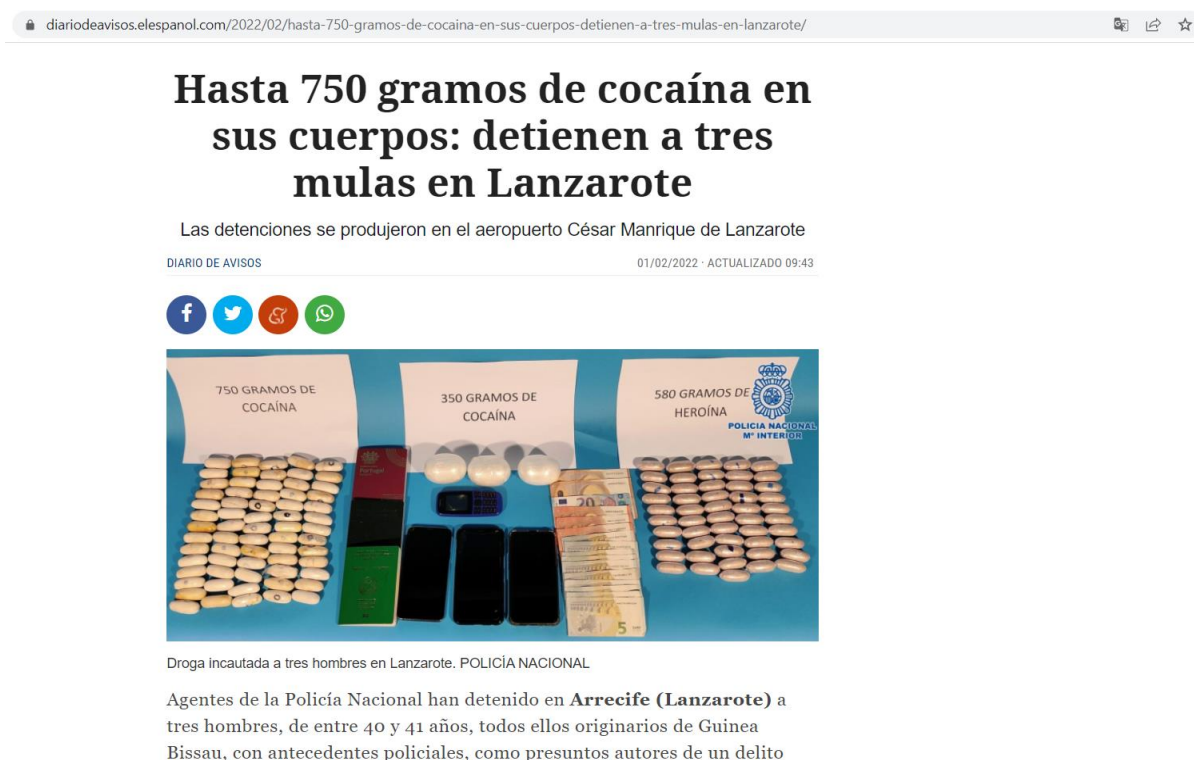 diariodeavisos.elespanol.com/2022/02/hasta-750-gramos-de-cocaina-en-sus-cuerpos-detienen-a-tres-mulas-en-lanzarote/
Hasta 750 gramos de cocaína en
sus cuerpos: detienen a tres
mulas en Lanzarote
Las detenciones se produjeron en el aeropuerto César Manrique de Lanzarote
DIARIO DE AVISOS
01/02/2022 · ACTUALIZADO 09:43
750 GRAMOS DE
COCAÍNA
350 GRAMOS DE
COCAÍNA
580 GRAMOS DE
HEROÍNA
POLICIA NACIONAL
Mº INTERIOR
Portugal
20
5
Droga incautada a tres hombres en Lanzarote. POLICÍA NACIONAL
Agentes de la Policía Nacional han detenido en Arrecife (Lanzarote) a
tres hombres, de entre 40 y 41 años, todos ellos originarios de Guinea
Bissau, con antecedentes policiales, como presuntos autores de un delito